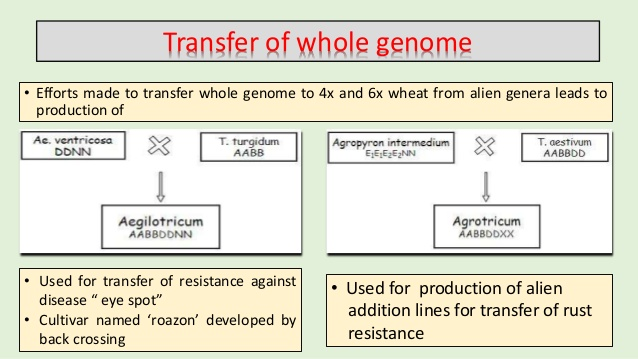 Transfer of whole genome
• Efforts made to transfer whole genome to 4x and 6x wheat from alien genera leads to
production of
Ae. ventricosa
DDNN
T. turgidum
AABB
Aegilotricum
AABBDDNN
Agropyron intermedium
E1E1E2E2NN
T. aestivum
AABBDD
Agrotricum
AABBDDXX
• Used for transfer of resistance against
disease “ eye spot”
• Cultivar named ‘roazon’ developed by
back crossing
• Used for production of alien
addition lines for transfer of rust
resistance